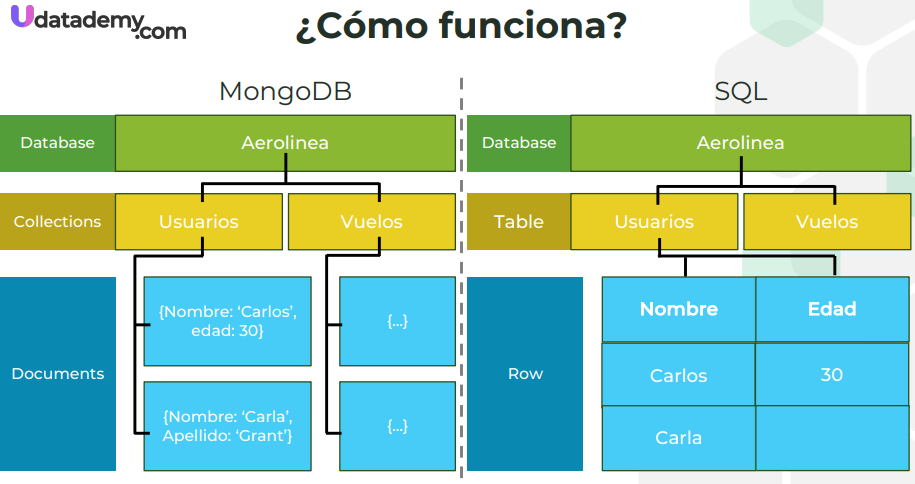 Udatademy.com
¿Cómo funciona?
MongoDB
Database
Aerolinea
Collections
Usuarios
Vuelos
Documents
{Nombre: ‘Carlos’,
edad: 30}
{...}
{Nombre: ‘Carla’,
Apellido: ‘Grant’}
{...}
SQL
Database
Aerolinea
Table
Usuarios
Vuelos
Row
Nombre
Edad
Carlos
30
Carla